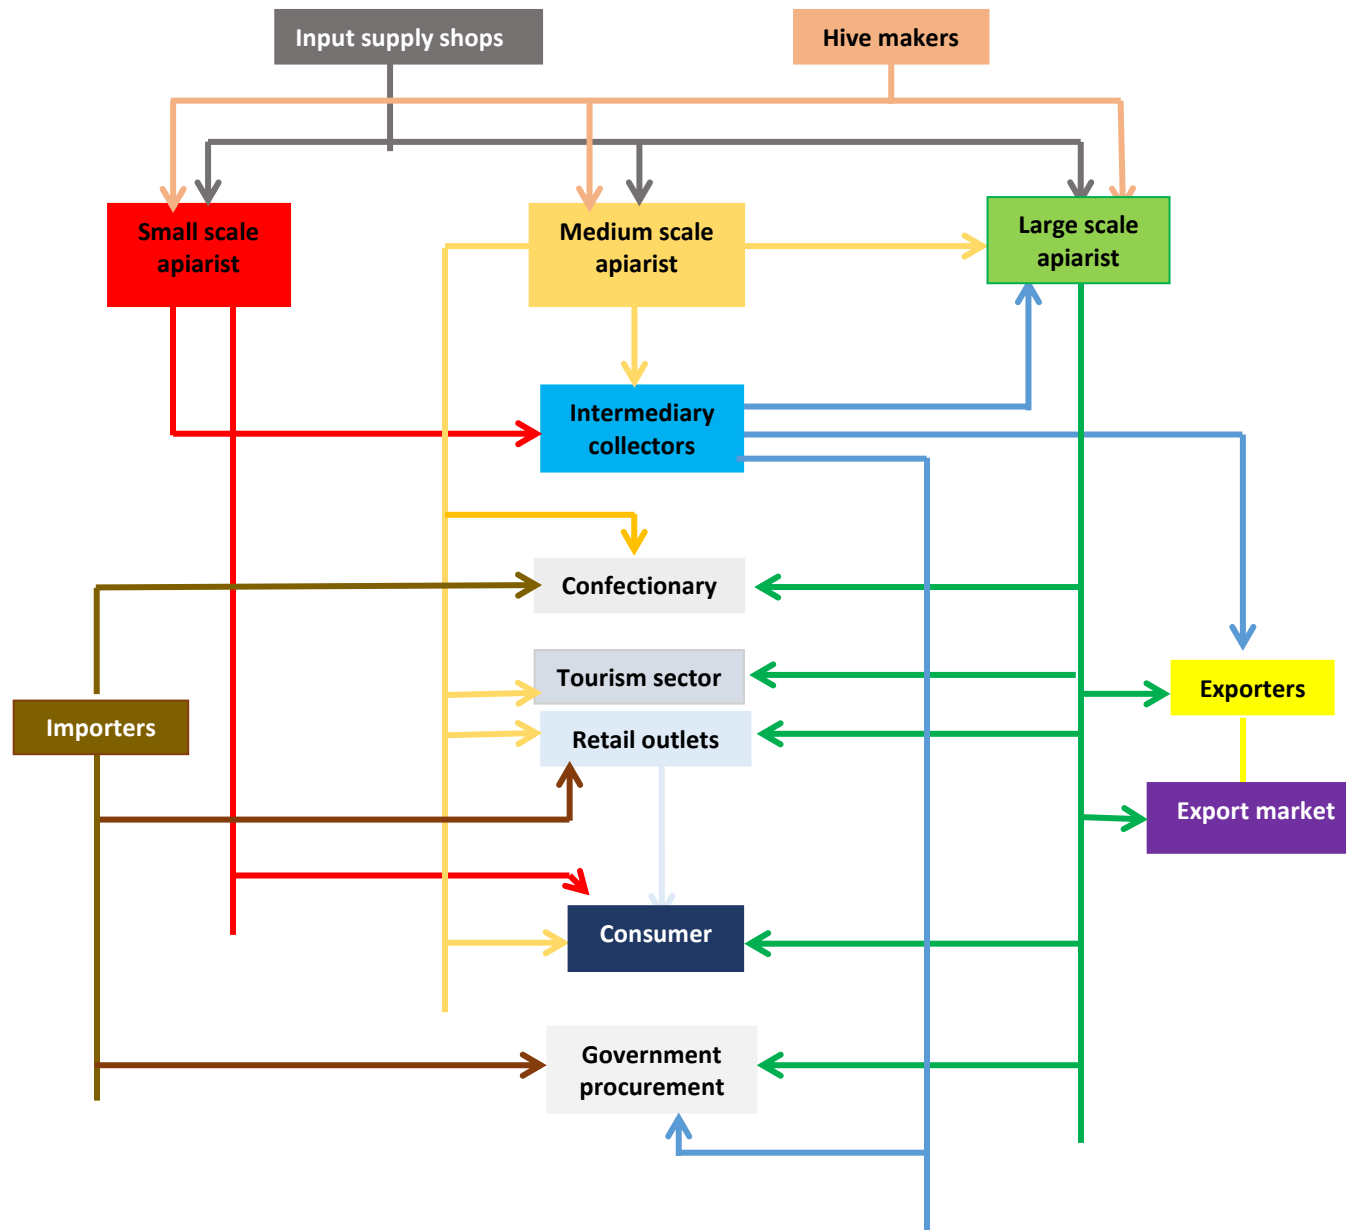 Input supply shops
Hive makers
Small scale
apiarist
Medium scale
apiarist
Large scale
apiarist
Intermediary
collectors
Confectionary
Tourism sector
Exporters
Importers
Retail outlets
Export market
Consumer
Government
procurement